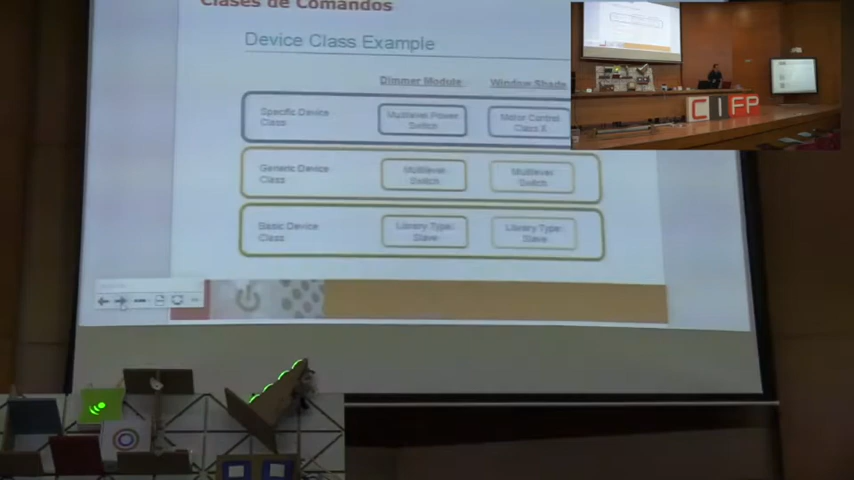 Clases de Comandos
Device Class Example
Dimmer Module
Window Shade
Specific Device
Class
Multilevel Power
Switch
Motor Control
Class X
Generic Device
Class
Multilevel
Switch
Multilevel
Switch
Basic Device
Class
Library Type:
Slave
Library Type:
Slave
CIFP